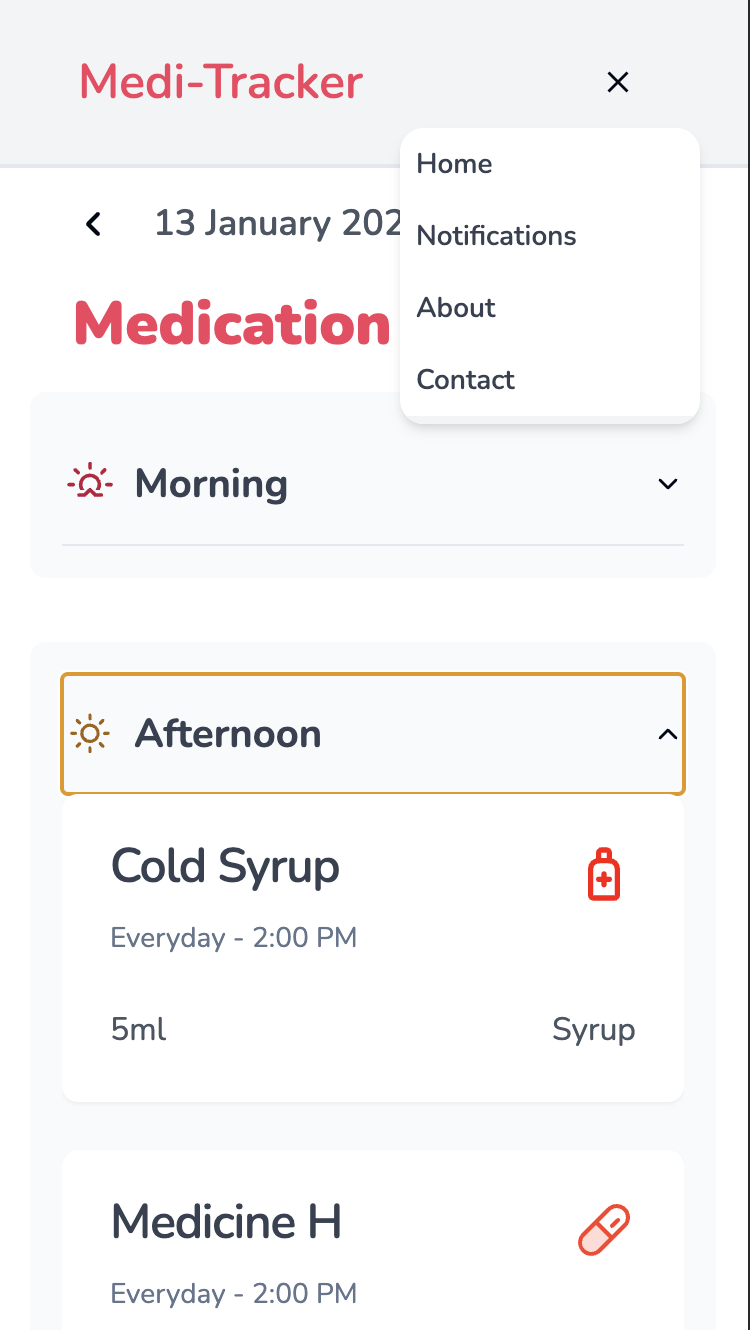 Medi-Tracker
Home
Notifications
About
Contact
13 January 202
Medication
Morning
Afternoon
Cold Syrup
Everyday - 2:00 PM
5ml Syrup
Medicine H
Everyday - 2:00 PM